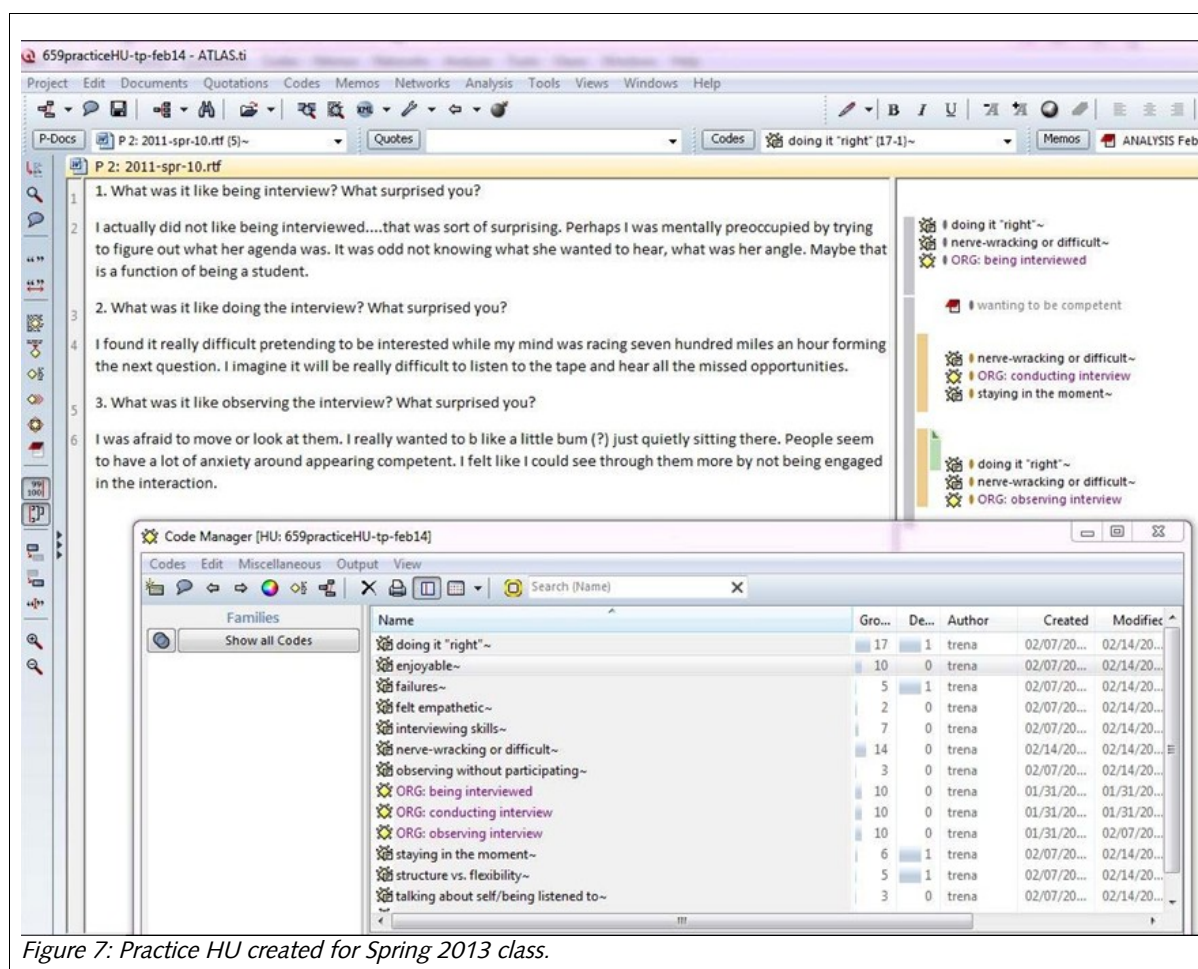 659practiceHU-tp-feb14 - ATLAS.ti
Project Edit Documents Quotations Codes Memos Networks Analysis Tools Views Windows Help
B I U
P-Docs P 2: 2011-spr-10.rtf (5)~ Quotes Codes doing it "right" {17-1}~ Memos ANALYSIS Feb
P 2: 2011-spr-10.rtf
1 1. What was it like being interview? What surprised you?
2 I actually did not like being interviewed....that was sort of surprising. Perhaps I was mentally preoccupied by trying
to figure out what her agenda was. It was odd not knowing what she wanted to hear, what was her angle. Maybe that
is a function of being a student.
3 2. What was it like doing the interview? What surprised you?
4 I found it really difficult pretending to be interested while my mind was racing seven hundred miles an hour forming
the next question. I imagine it will be really difficult to listen to the tape and hear all the missed opportunities.
5 3. What was it like observing the interview? What surprised you?
6 I was afraid to move or look at them. I really wanted to b like a little bum (?) just quietly sitting there. People seem
to have a lot of anxiety around appearing competent. I felt like I could see through them more by not being engaged
in the interaction.
doing it "right"~
nerve-wracking or difficult~
ORG: being interviewed
wanting to be competent
nerve-wracking or difficult~
ORG: conducting interview
staying in the moment~
doing it "right"~
nerve-wracking or difficult~
ORG: observing interview
Code Manager [HU: 659practiceHU-tp-feb14]
Codes Edit Miscellaneous Output View
Search (Name)
Families
Show all Codes
Name Gro... De... Author Created Modified
doing it "right"~ 17 1 trena 02/07/20... 02/14/20...
enjoyable~ 10 0 trena 02/07/20... 02/14/20...
failures~ 5 1 trena 02/07/20... 02/14/20...
felt empathetic~ 2 0 trena 02/07/20... 02/14/20...
interviewing skills~ 7 0 trena 02/07/20... 02/14/20...
nerve-wracking or difficult~ 14 0 trena 02/14/20... 02/14/20...
observing without participating~ 3 0 trena 02/07/20... 02/14/20...
ORG: being interviewed 10 0 trena 01/31/20... 01/31/20...
ORG: conducting interview 10 0 trena 01/31/20... 01/31/20...
ORG: observing interview 10 0 trena 01/31/20... 02/07/20...
staying in the moment~ 6 1 trena 02/07/20... 02/14/20...
structure vs. flexibility~ 5 1 trena 02/07/20... 02/14/20...
talking about self/being listened to~ 3 0 trena 02/07/20... 02/14/20...
Figure 7: Practice HU created for Spring 2013 class.